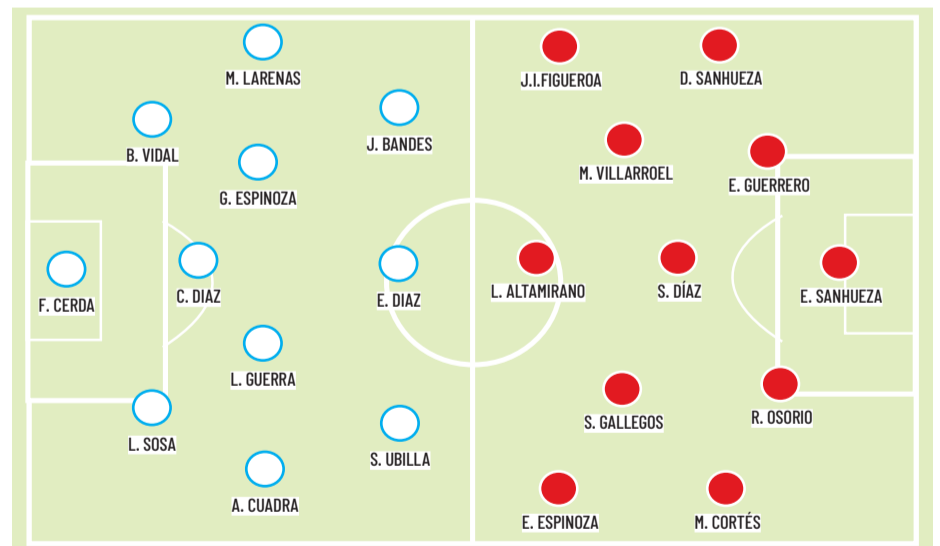 M. LARENAS
J.I.FIGUEROA
D. SANHUEZA
B. VIDAL
J. BANDES
M. VILLARROEL
E. GUERRERO
G. ESPINOZA
F. CERDA
C. DIAZ
E. DIAZ
L. ALTAMIRANO
S. DÍAZ
E. SANHUEZA
L. GUERRA
S. GALLEGOS
R. OSORIO
L. SOSA
S. UBILLA
A. CUADRA
E. ESPINOZA
M. CORTÉS